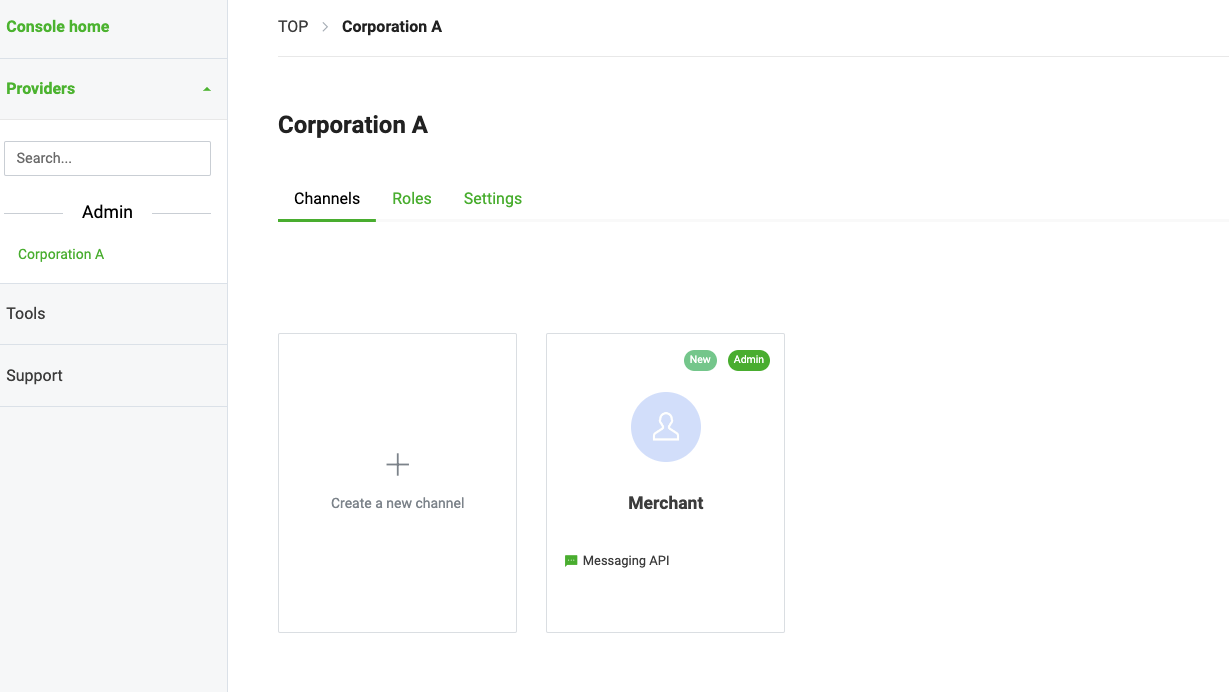 Console home
Providers
Search...
Admin
Corporation A
Tools
Support
TOP > Corporation A
Corporation A
Channels Roles Settings
Create a new channel
New Admin
Merchant
Messaging API